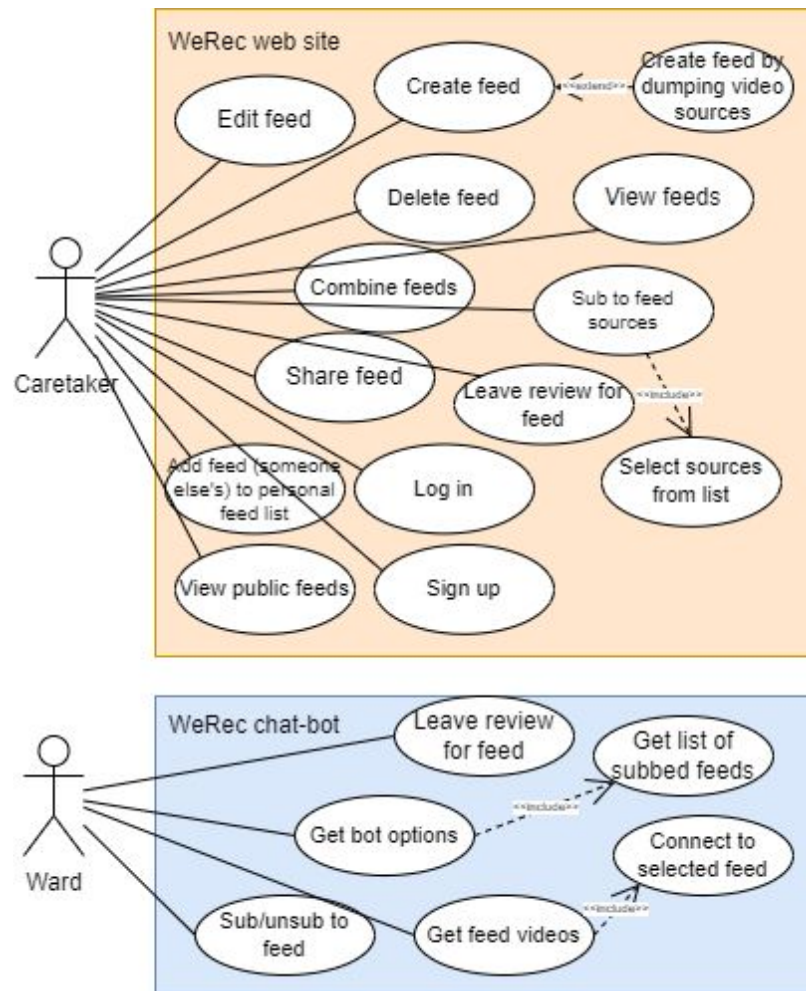 WeRec web site
Create feed
<<extend>>
Create feed by
dumping video
sources
Edit feed
Delete feed
View feeds
Combine feeds
Sub to feed
sources
Caretaker
Share feed
Leave review for
feed
<<include>>
Add feed (someone
else's) to personal
feed list
Log in
Select sources
from list
View public feeds
Sign up
WeRec chat-bot
Leave review
for feed
Get list of
subbed feeds
<<include>>
Get bot options
Connect to
selected feed
Ward
<<include>>
Sub/unsub to
feed
Get feed videos